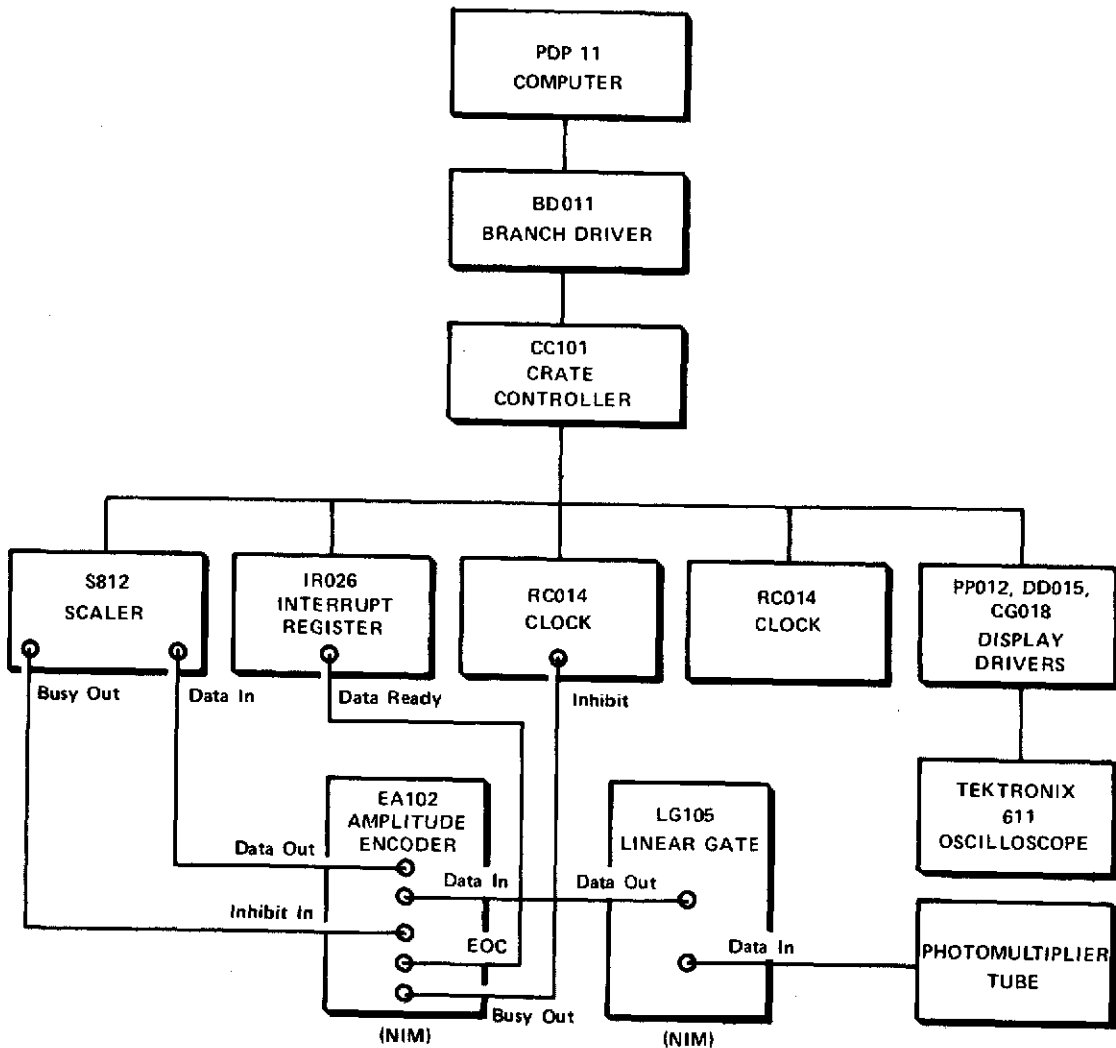 PDP 11
COMPUTER
BD011
BRANCH DRIVER
CC101
CRATE
CONTROLLER
S812
SCALER
IR026
INTERRUPT
REGISTER
RC014
CLOCK
RC014
CLOCK
PP012, DD015,
CG018
DISPLAY
DRIVERS
Busy Out
Data In
Data Ready
Inhibit
EA102
AMPLITUDE
ENCODER
LG105
LINEAR GATE
TEKTRONIX
611
OSCILLOSCOPE
Data Out
Data In
Data Out
Inhibit In
EOC
Data In
PHOTOMULTIPLIER
TUBE
Busy Out
(NIM)
(NIM)